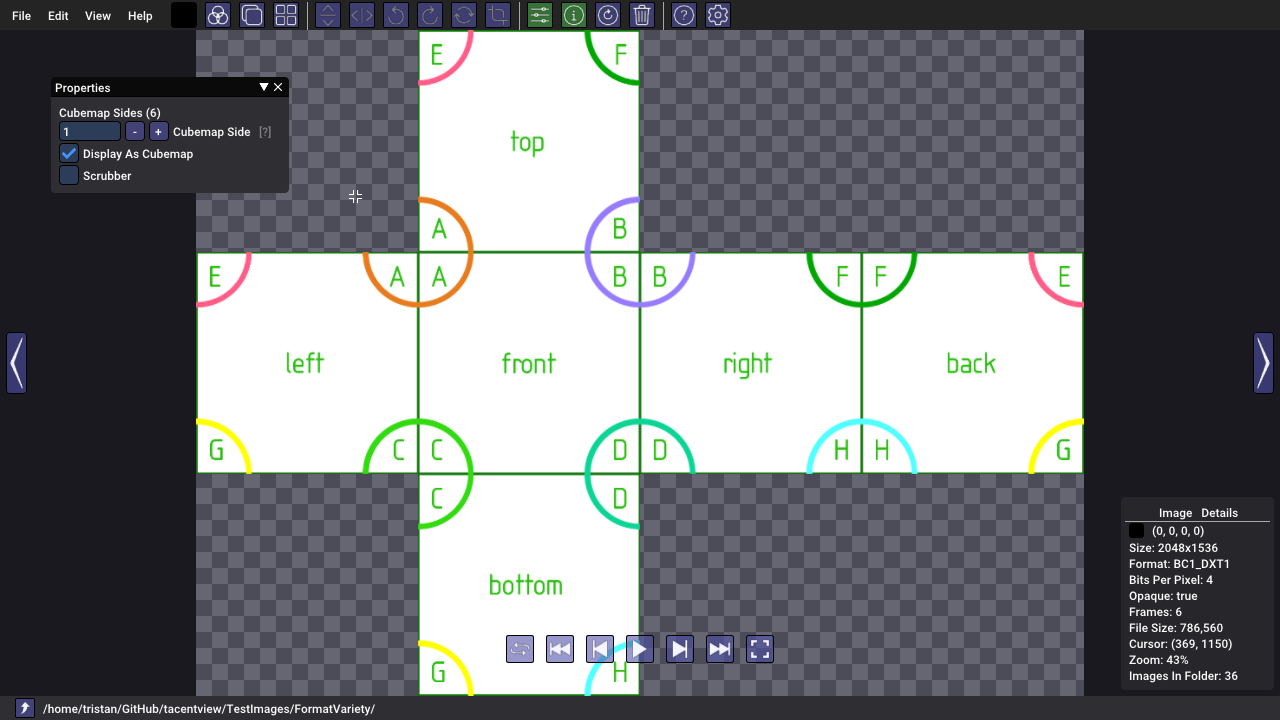 File Edit View Help
E F
Properties
Cubemap Sides (6)
1 - + Cubemap Side [?]
Display As Cubemap
Scrubber
top
A B
E A A B B F F E
left front right back
G C C D D H H G
C D
bottom
G H
Image Details
(0, 0, 0, 0)
Size: 2048x1536
Format: BC1_DXT1
Bits Per Pixel: 4
Opaque: true
Frames: 6
File Size: 786,560
Cursor: (369, 1150)
Zoom: 43%
Images In Folder: 36
/home/tristan/GitHub/tacentview/TestImages/FormatVariety/